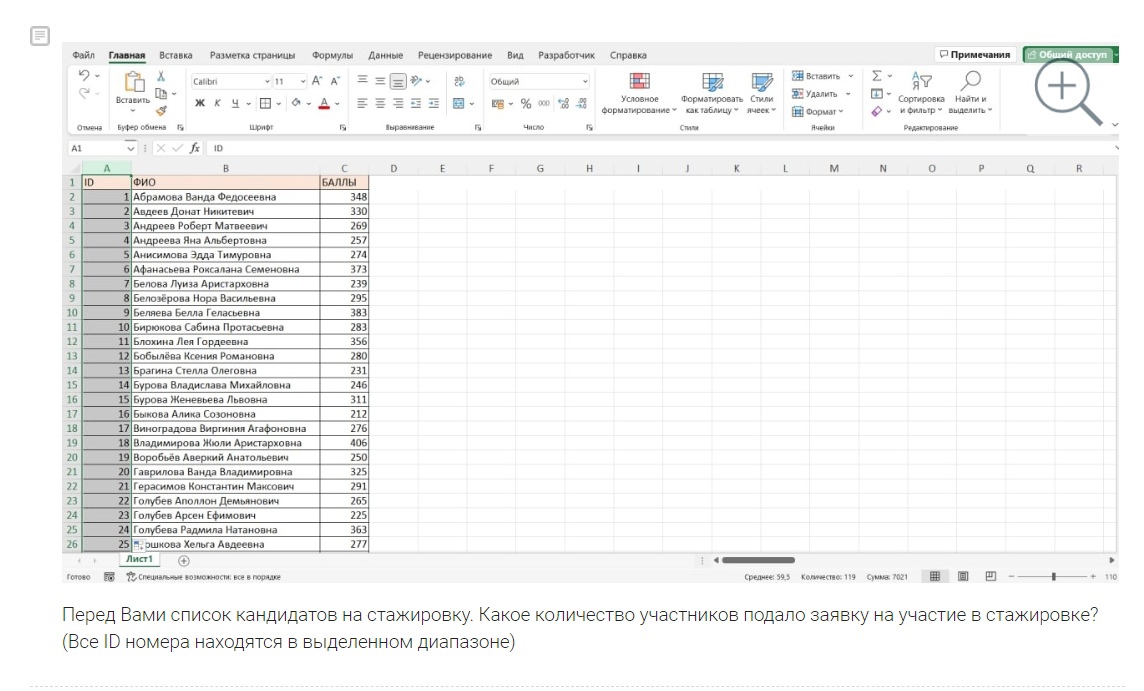 Файл Главная Вставка Разметка страницы Формулы Данные Рецензирование Вид Разработчик Справка Примечания Общий доступ
Calibri 11 Общий Вставить
Вставить Ж К Ч Условное форматирование Форматировать как таблицу Стили ячеек Удалить Сортировка и фильтр Найти и выделить
% 000 Формат
Отмена Буфер обмена Шрифт Выравнивание Число Стили Ячейки Редактирование
A1 fx ID
A B C D E F G H I J K L M N O P Q R
1 ID ФИО БАЛЛЫ
2 1 Абрамова Ванда Федосеевна 348
3 2 Авдеев Донат Никитевич 330
4 3 Андреев Роберт Матвеевич 269
5 4 Андреева Яна Альбертовна 257
6 5 Анисимова Эдда Тимуровна 274
7 6 Афанасьева Роксалана Семеновна 373
8 7 Белова Луиза Аристарховна 239
9 8 Белозёрова Нора Васильевна 295
10 9 Беляева Белла Геласьевна 383
11 10 Бирюкова Сабина Протасьевна 283
12 11 Блохина Лея Гордеевна 356
13 12 Бобылёва Ксения Романовна 280
14 13 Брагина Стелла Олеговна 231
15 14 Бурова Владислава Михайловна 246
16 15 Бурова Женевьева Львовна 311
17 16 Быкова Алика Созоновна 212
18 17 Виноградова Виргиния Агафоновна 276
19 18 Владимирова Жюли Аристарховна 406
20 19 Воробьёв Аверкий Анатольевич 250
21 20 Гаврилова Ванда Владимировна 325
22 21 Герасимов Константин Максович 291
23 22 Голубев Аполлон Демьянович 265
24 23 Голубев Арсен Ефимович 225
25 24 Голубева Радмила Натановна 363
26 25 ошкова Хельга Авдеевна 277
Лист1
Готово Специальные возможности: все в порядке Среднее: 59,5 Количество: 119 Сумма: 7021 110
Перед Вами список кандидатов на стажировку. Какое количество участников подало заявку на участие в стажировке?
(Все ID номера находятся в выделенном диапазоне)